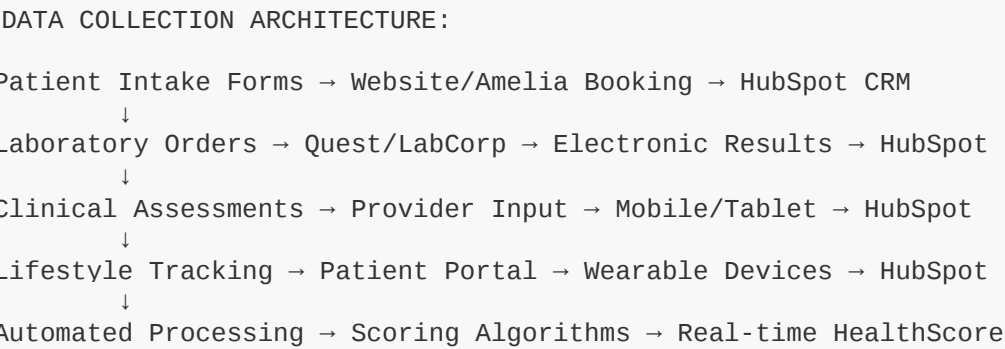 DATA COLLECTION ARCHITECTURE:
Patient Intake Forms → Website/Amelia Booking → HubSpot CRM
↓
Laboratory Orders → Quest/LabCorp → Electronic Results → HubSpot
↓
Clinical Assessments → Provider Input → Mobile/Tablet → HubSpot
↓
Lifestyle Tracking → Patient Portal → Wearable Devices → HubSpot
↓
Automated Processing → Scoring Algorithms → Real-time HealthScore